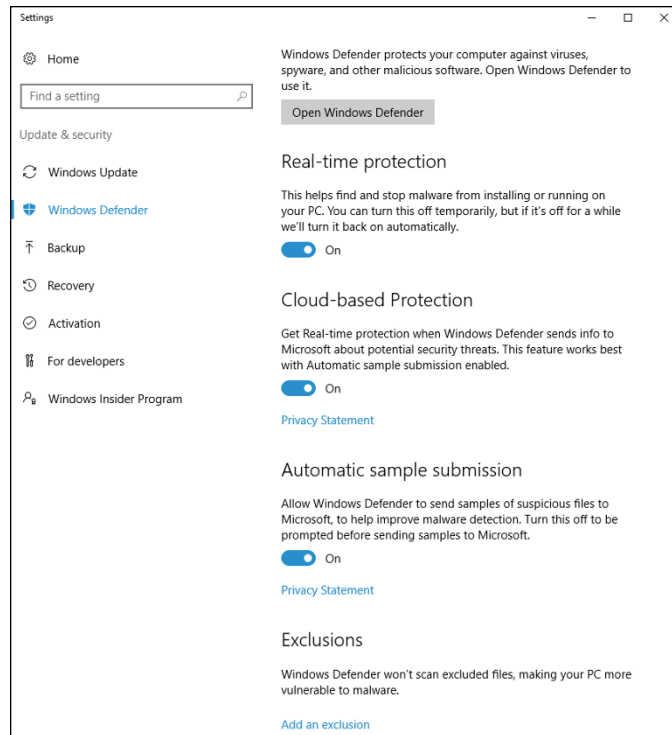 Settings
Home
Find a setting
Update & security
Windows Update
Windows Defender
Backup
Recovery
Activation
For developers
Windows Insider Program
Windows Defender protects your computer against viruses,
spyware, and other malicious software. Open Windows Defender to
use it.
Open Windows Defender
Real-time protection
This helps find and stop malware from installing or running on
your PC. You can turn this off temporarily, but if it's off for a while
we'll turn it back on automatically.
On
Cloud-based Protection
Get Real-time protection when Windows Defender sends info to
Microsoft about potential security threats. This feature works best
with Automatic sample submission enabled.
On
Privacy Statement
Automatic sample submission
Allow Windows Defender to send samples of suspicious files to
Microsoft, to help improve malware detection. Turn this off to be
prompted before sending samples to Microsoft.
On
Privacy Statement
Exclusions
Windows Defender won't scan excluded files, making your PC more
vulnerable to malware.
Add an exclusion